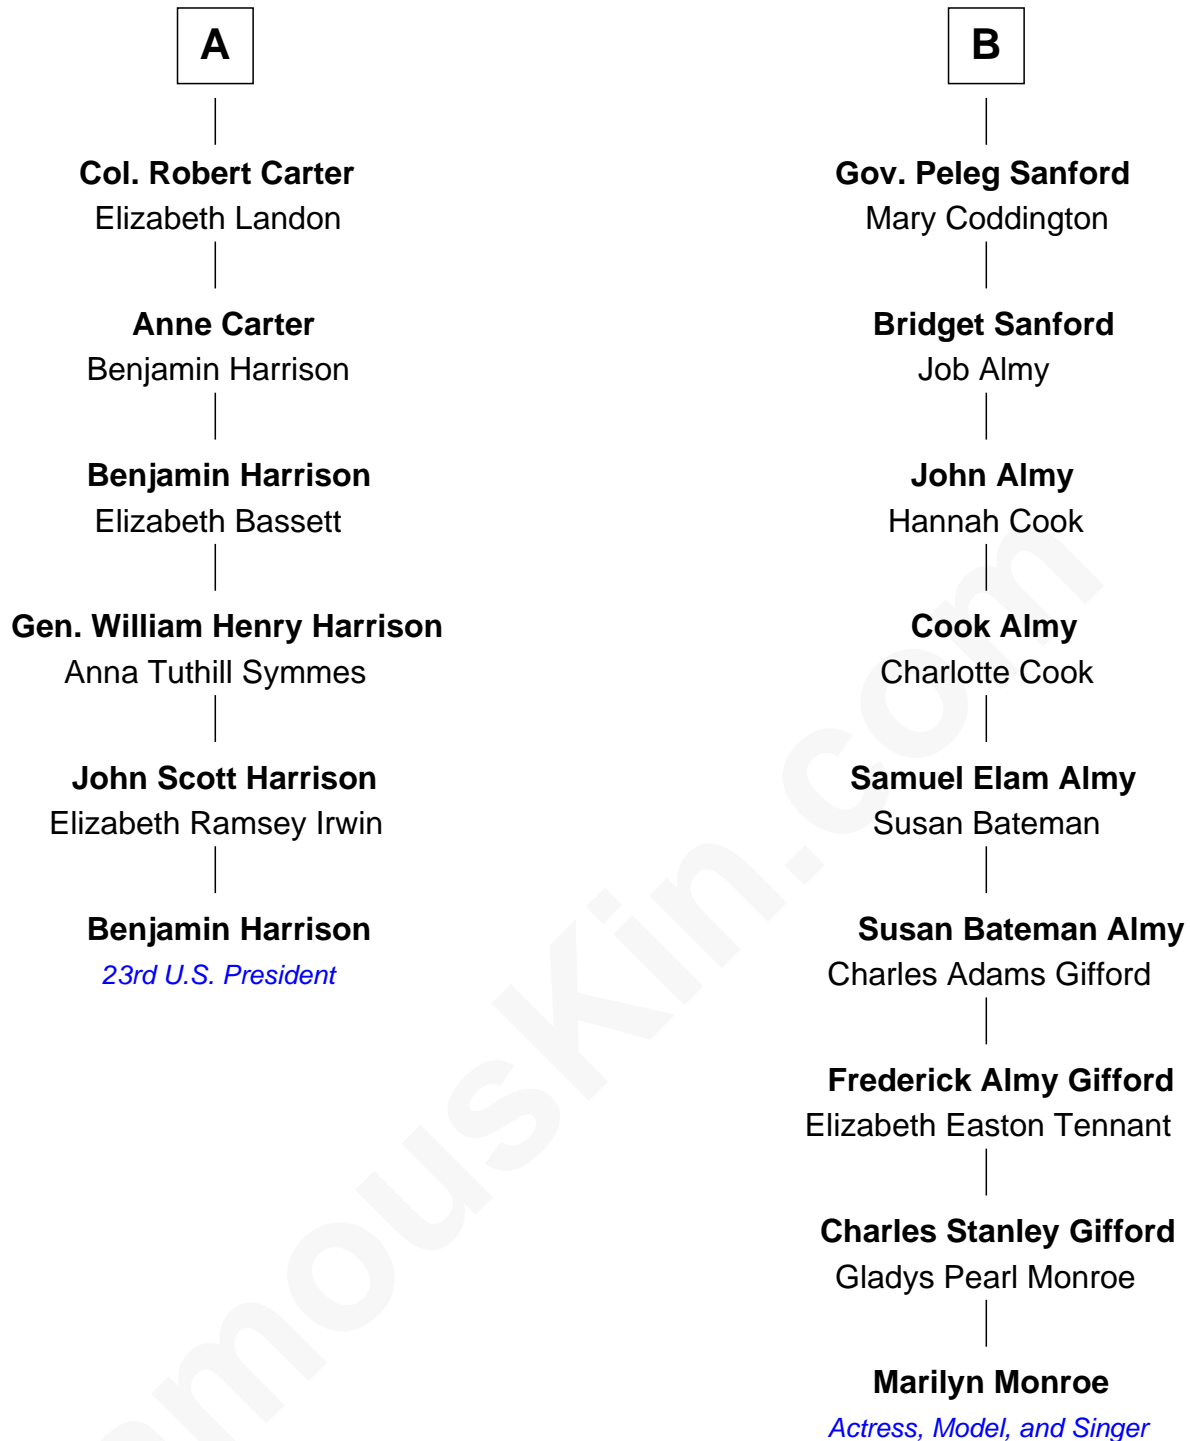 A
Col. Robert Carter
Elizabeth Landon
Anne Carter
Benjamin Harrison
Benjamin Harrison
Elizabeth Bassett
Gen. William Henry Harrison
Anna Tuthill Symmes
John Scott Harrison
Elizabeth Ramsey Irwin
Benjamin Harrison
23rd U.S. President
B
Gov. Peleg Sanford
Mary Coddington
Bridget Sanford
Job Almy
John Almy
Hannah Cook
Cook Almy
Charlotte Cook
Samuel Elam Almy
Susan Bateman
Susan Bateman Almy
Charles Adams Gifford
Frederick Almy Gifford
Elizabeth Easton Tennant
Charles Stanley Gifford
Gladys Pearl Monroe
Marilyn Monroe
Actress, Model, and Singer
amouskin.com